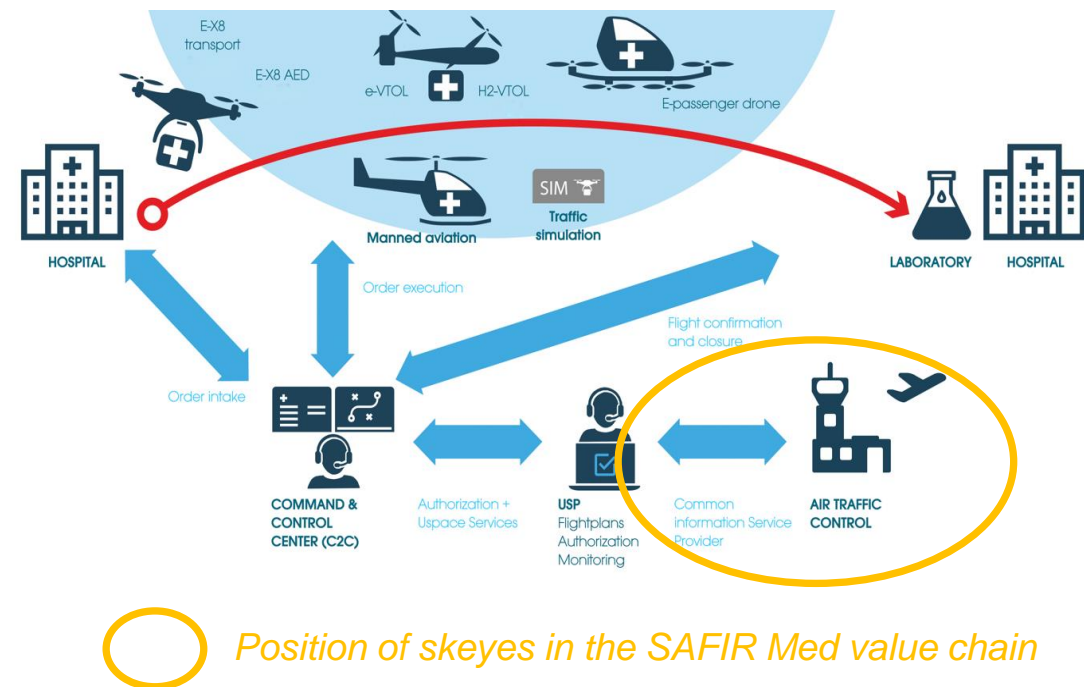 E-X8
transport
E-X8 AED
e-VTOL
H2-VTOL
E-passenger drone
SIM
Manned aviation
Traffic
simulation
HOSPITAL
LABORATORY
HOSPITAL
Order execution
Flight confirmation
and closure
Order intake
COMMAND &
CONTROL
CENTER (C2C)
Authorization +
Uspace Services
USP
Flightplans
Authorization
Monitoring
Common
information Service
Provider
AIR TRAFFIC
CONTROL
Position of skeyes in the SAFIR Med value chain